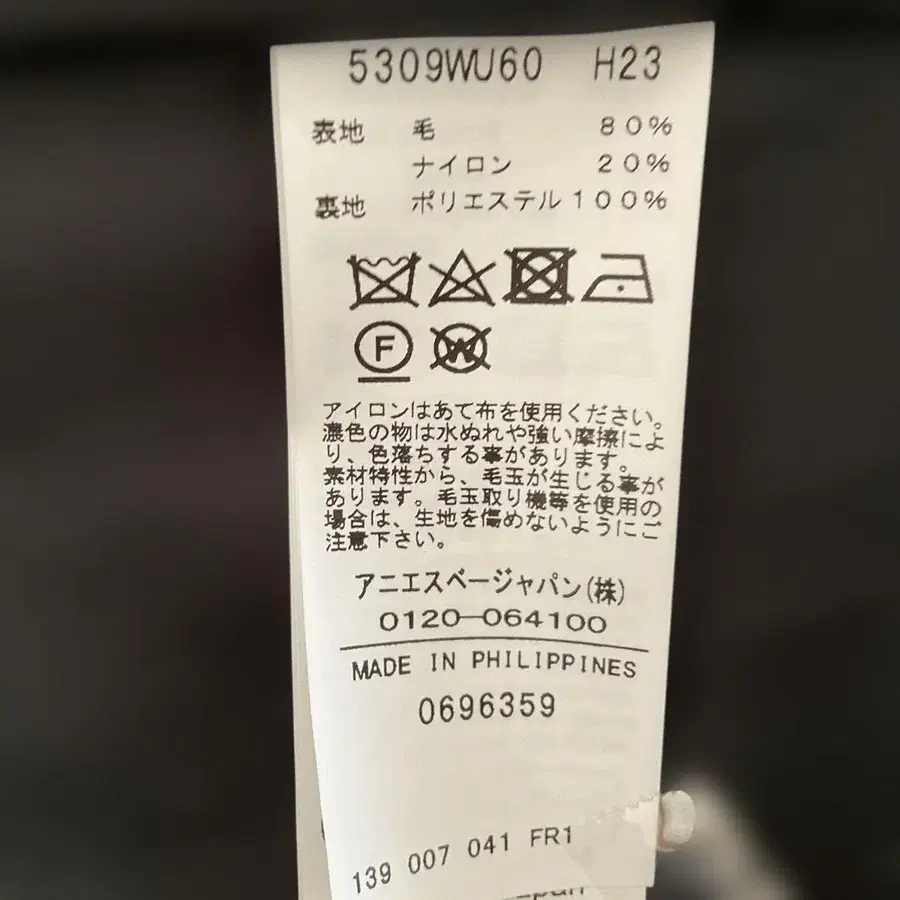 5309WU60 H23
表地 毛 80%
ナイロン 20%
裏地 ポリエステル 100%
F W
アイロンはあて布を使用ください。
濃色の物は水ぬれや強い摩擦によ
り、色落ちする事があります。
素材特性から、毛玉が生じる事が
あります。毛玉取り機等を使用の
場合は、生地を傷めないようにご
注意下さい。
アニエスベージャパン(株)
0120-064100
MADE IN PHILIPPINES
0696359
139 007 041 FR1